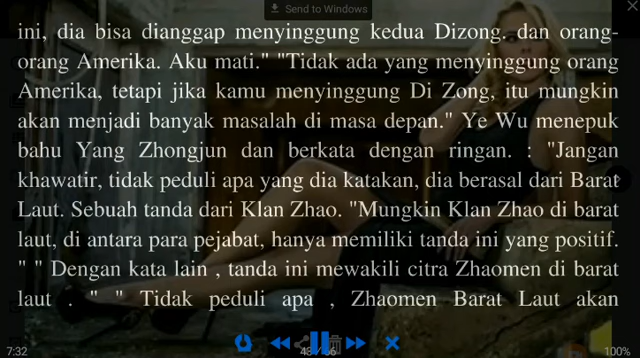 Send to Windows
ini, dia bisa dianggap menyinggung kedua Dizong. dan orang-
orang Amerika. Aku mati." "Tidak ada yang menyinggung orang
Amerika, tetapi jika kamu menyinggung Di Zong, itu mungkin
akan menjadi banyak masalah di masa depan." Ye Wu menepuk
bahu Yang Zhongjun dan berkata dengan ringan. : "Jangan
khawatir, tidak peduli apa yang dia katakan, dia berasal dari Barat
Laut. Sebuah tanda dari Klan Zhao. "Mungkin Klan Zhao di barat
laut, di antara para pejabat, hanya memiliki tanda ini yang positif.
" " Dengan kata lain , tanda ini mewakili citra Zhaomen di barat
laut . " " Tidak peduli apa , Zhaomen Barat Laut akan
7:32
100%